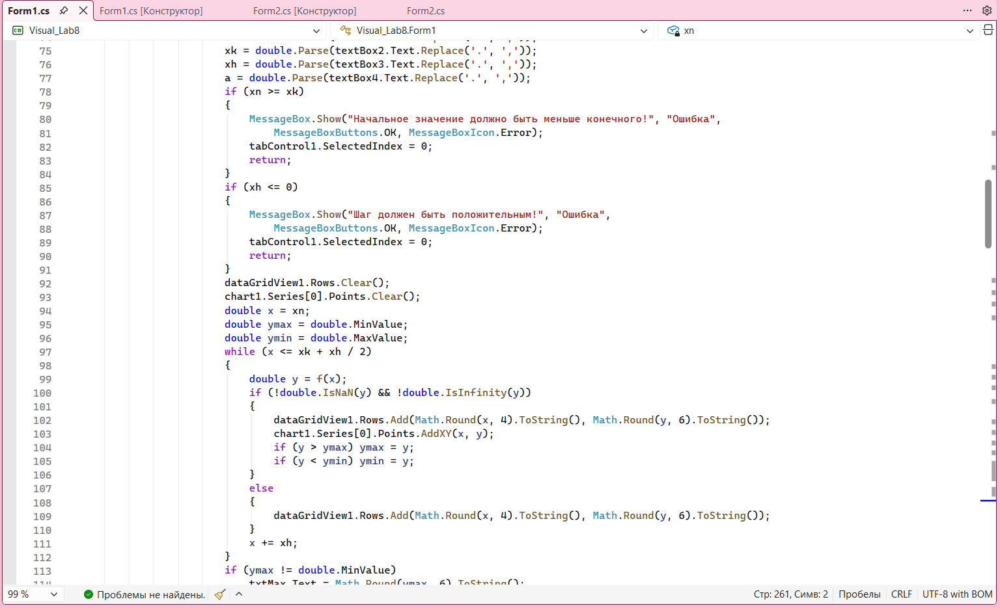 Form1.cs Form1.cs [Конструктор] Form2.cs [Конструктор] Form2.cs
Visual_Lab8 Visual_Lab8.Form1 xn
75 xk = double.Parse(textBox2.Text.Replace('.', ','));
76 xh = double.Parse(textBox3.Text.Replace('.', ','));
77 a = double.Parse(textBox4.Text.Replace('.', ','));
78 if (xn >= xk)
79 {
80 MessageBox.Show("Начальное значение должно быть меньше конечного!", "Ошибка",
81 MessageBoxButtons.OK, MessageBoxIcon.Error);
82 tabControl1.SelectedIndex = 0;
83 return;
84 }
85 if (xh <= 0)
86 {
87 MessageBox.Show("Шаг должен быть положительным!", "Ошибка",
88 MessageBoxButtons.OK, MessageBoxIcon.Error);
89 tabControl1.SelectedIndex = 0;
90 return;
91 }
92 dataGridView1.Rows.Clear();
93 chart1.Series[0].Points.Clear();
94 double x = xn;
95 double ymax = double.MinValue;
96 double ymin = double.MaxValue;
97 while (x <= xk + xh / 2)
98 {
99 double y = f(x);
100 if (!double.IsNaN(y) && !double.IsInfinity(y))
101 {
102 dataGridView1.Rows.Add(Math.Round(x, 4).ToString(), Math.Round(y, 6).ToString());
103 chart1.Series[0].Points.AddXY(x, y);
104 if (y > ymax) ymax = y;
105 if (y < ymin) ymin = y;
106 }
107 else
108 {
109 dataGridView1.Rows.Add(Math.Round(x, 4).ToString(), Math.Round(y, 6).ToString());
110 }
111 x += xh;
112 }
113 if (ymax != double.MinValue)
114 txtMax.Text = Math.Round(ymax, 6).ToString();
99 % Проблемы не найдены. Стр: 261, Симв: 2 Пробелы CRLF UTF-8 with BOM